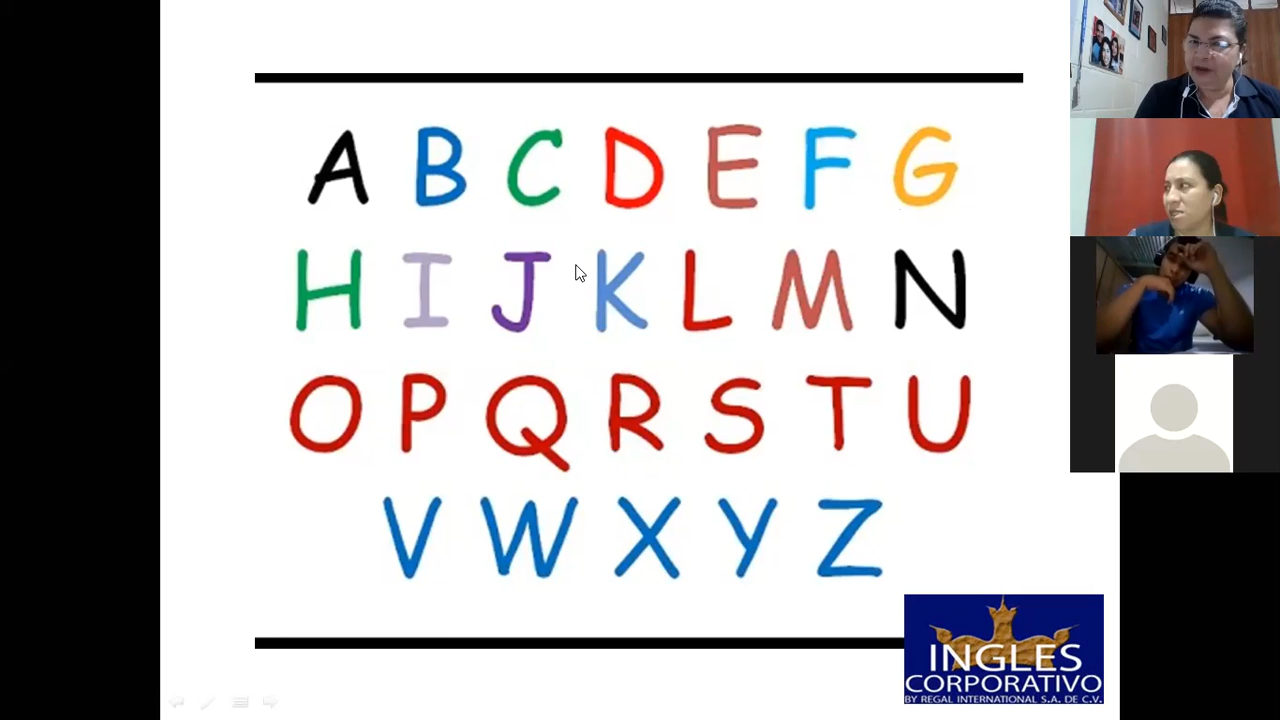 A B C D E F G
H I J K L M N
O P Q R S T U
V W X Y Z
INGLES
CORPORATIVO
BY REGAL INTERNATIONAL S.A. DE C.V.